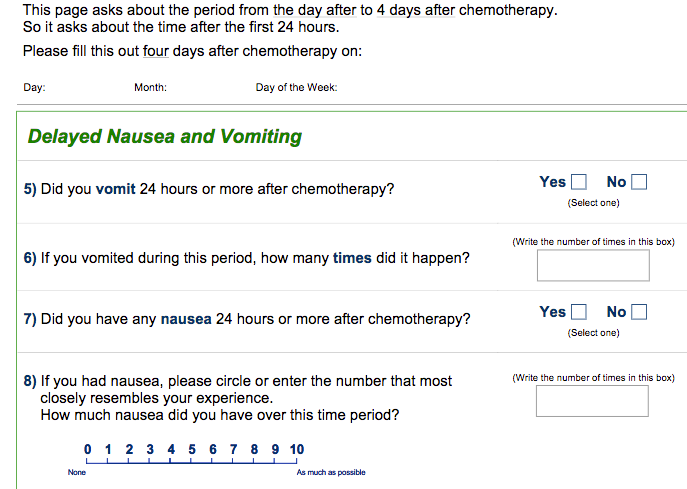 This page asks about the period from the day after to 4 days after chemotherapy.
So it asks about the time after the first 24 hours.
Please fill this out four days after chemotherapy on:
Day: Month: Day of the Week:
Delayed Nausea and Vomiting
5) Did you vomit 24 hours or more after chemotherapy?
Yes No
(Select one)
(Write the number of times in this box)
6) If you vomited during this period, how many times did it happen?
7) Did you have any nausea 24 hours or more after chemotherapy?
Yes No
(Select one)
8) If you had nausea, please circle or enter the number that most
closely resembles your experience.
How much nausea did you have over this time period?
(Write the number of times in this box)
0 1 2 3 4 5 6 7 8 9 10
None As much as possible